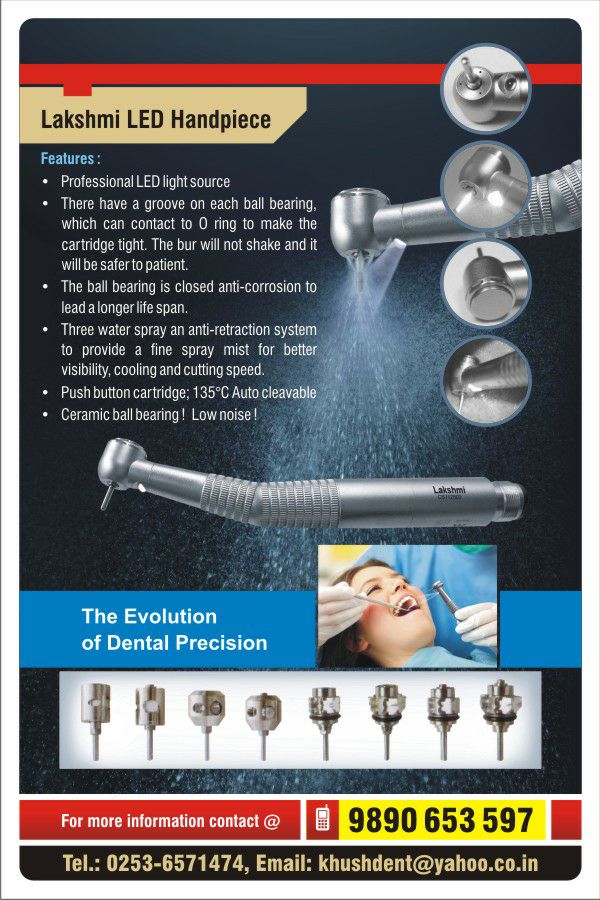 Lakshmi LED Handpiece
Features :
• Professional LED light source
• There have a groove on each ball bearing,
which can contact to O ring to make the
cartridge tight. The bur will not shake and it
will be safer to patient.
• The ball bearing is closed anti-corrosion to
lead a longer life span.
• Three water spray an anti-retraction system
to provide a fine spray mist for better
visibility, cooling and cutting speed.
• Push button cartridge; 135°C Auto cleavable
• Ceramic ball bearing ! Low noise !
Lakshmi
The Evolution
of Dental Precision
For more information contact @
9890 653 597
Tel.: 0253-6571474, Email: khushdent@yahoo.co.in